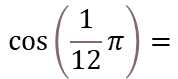 cos(1/12 π) =